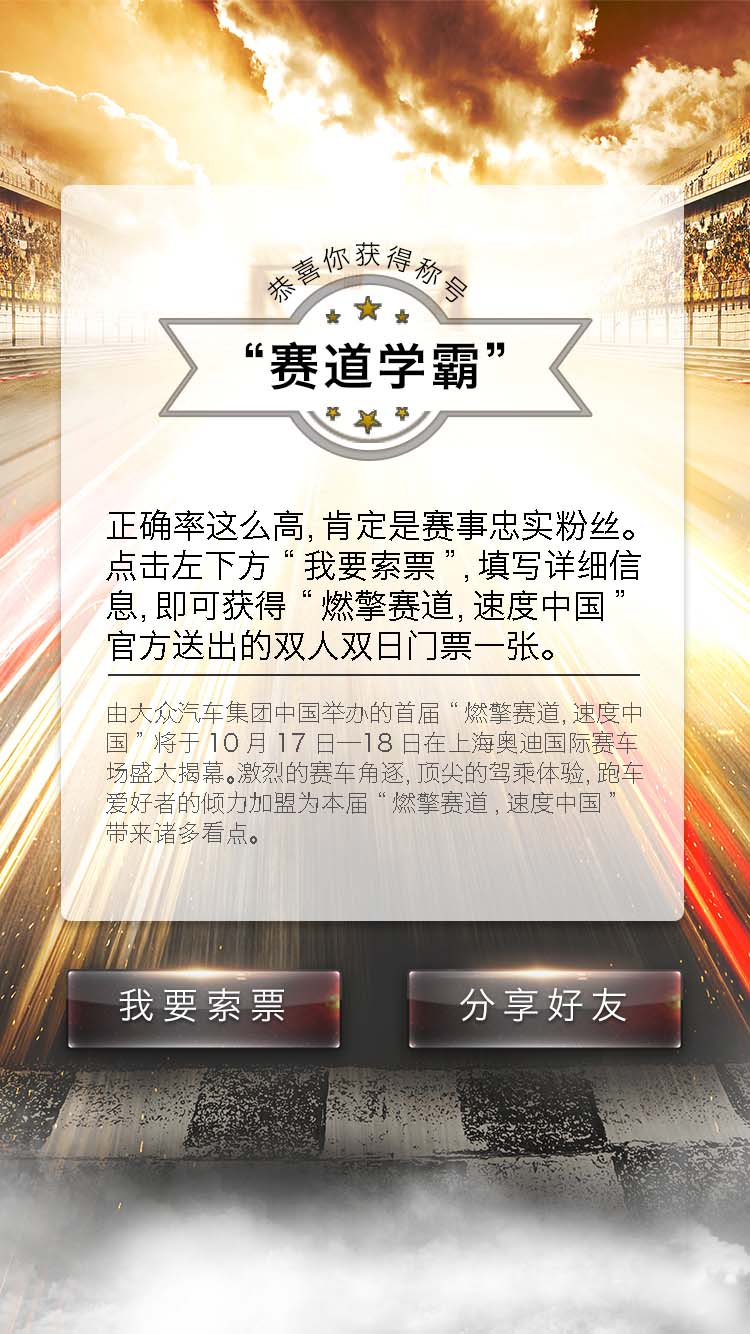 恭喜你获得称号
“赛道学霸”
正确率这么高,肯定是赛事忠实粉丝。
点击左下方“我要索票”,填写详细信
息,即可获得“燃擎赛道,速度中国”
官方送出的双人双日门票一张。
由大众汽车集团中国举办的首届“燃擎赛道,速度中
国”将于10月17日—18日在上海奥迪国际赛车
场盛大揭幕。激烈的赛车角逐,顶尖的驾乘体验,跑车
爱好者的倾力加盟为本届“燃擎赛道,速度中国”
带来诸多看点。
我要索票
分享好友